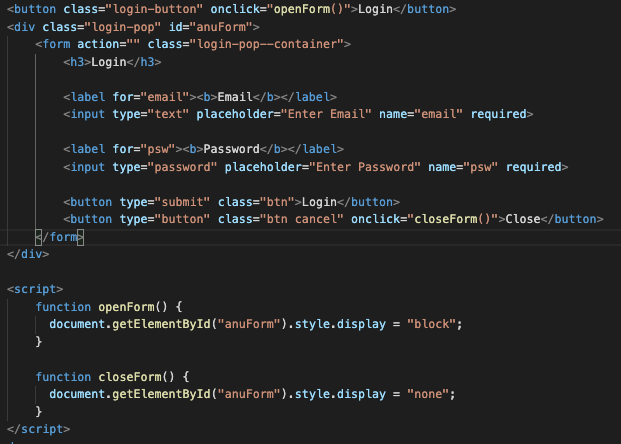 <button class="login-button" onclick="openForm()">Login</button>
<div class="login-pop" id="anuForm">
<form action="" class="login-pop--container">
<h3>Login</h3>
<label for="email"><b>Email</b></label>
<input type="text" placeholder="Enter Email" name="email" required>
<label for="psw"><b>Password</b></label>
<input type="password" placeholder="Enter Password" name="psw" required>
<button type="submit" class="btn">Login</button>
<button type="button" class="btn cancel" onclick="closeForm()">Close</button>
</form>
</div>
<script>
function openForm() {
document.getElementById("anuForm").style.display = "block";
}
function closeForm() {
document.getElementById("anuForm").style.display = "none";
}
</script>